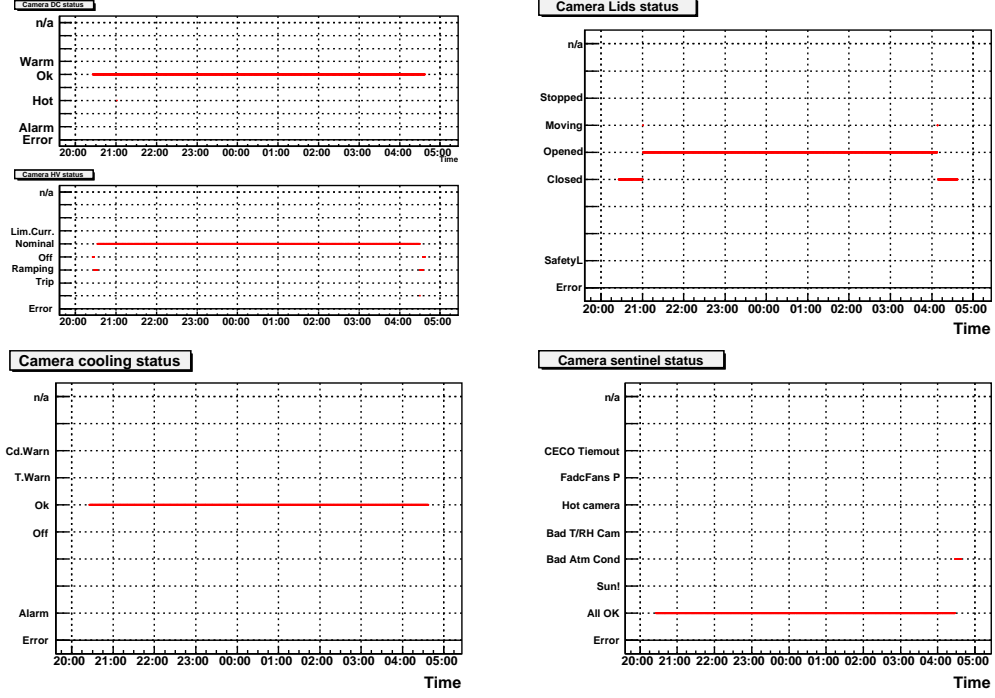 Camera DC status
n/a
Warm
Ok
Hot
Alarm
Error
20:00 21:00 22:00 23:00 00:00 01:00 02:00 03:00 04:00 05:00
Time
Camera HV status
n/a
Lim.Curr.
Nominal
Off
Ramping
Trip
Error
20:00 21:00 22:00 23:00 00:00 01:00 02:00 03:00 04:00 05:00
Camera Lids status
n/a
Stopped
Moving
Opened
Closed
SafetyL
Error
20:00 21:00 22:00 23:00 00:00 01:00 02:00 03:00 04:00 05:00
Time
Camera cooling status
n/a
Cd.Warn
T.Warn
Ok
Off
Alarm
Error
20:00 21:00 22:00 23:00 00:00 01:00 02:00 03:00 04:00 05:00
Time
Camera sentinel status
n/a
CECO Tiemout
FadcFans P
Hot camera
Bad T/RH Cam
Bad Atm Cond
Sun!
All OK
Error
20:00 21:00 22:00 23:00 00:00 01:00 02:00 03:00 04:00 05:00
Time